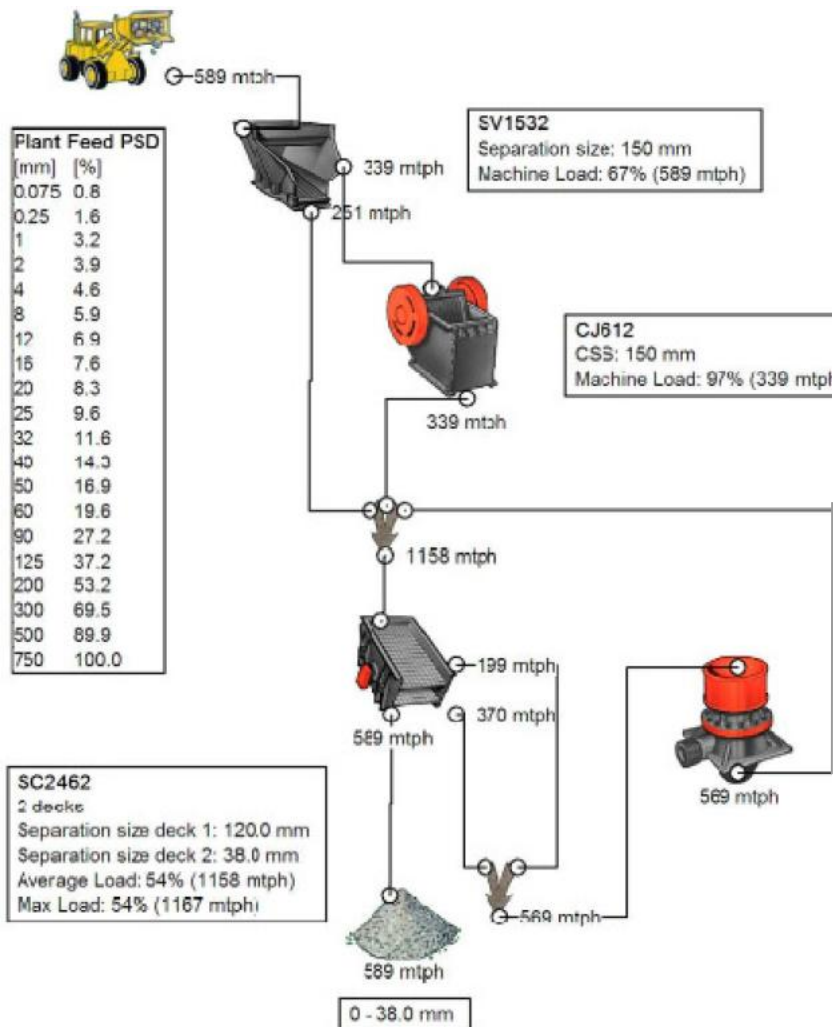 589 mtph
Plant Feed PSD
[mm] [%]
0.075 0.8
0.25 1.6
1 3.2
2 3.9
4 4.6
8 5.9
12 6.9
16 7.6
20 8.3
25 9.6
32 11.6
40 14.3
50 16.9
60 19.6
90 27.2
125 37.2
200 53.2
300 69.5
500 89.9
750 100.0
SV1532
Separation size: 150 mm
Machine Load: 67% (589 mtph)
339 mtph
251 mtph
CJ612
CSS: 150 mm
Machine Load: 97% (339 mtph
339 mtph
1158 mtph
199 mtph
370 mtph
589 mtph
569 mtph
SC2462
2 decks
Separation size deck 1: 120.0 mm
Separation size deck 2: 38.0 mm
Average Load: 54% (1158 mtph)
Max Load: 54% (1167 mtph)
569 mtph
589 mtph
0 - 38.0 mm